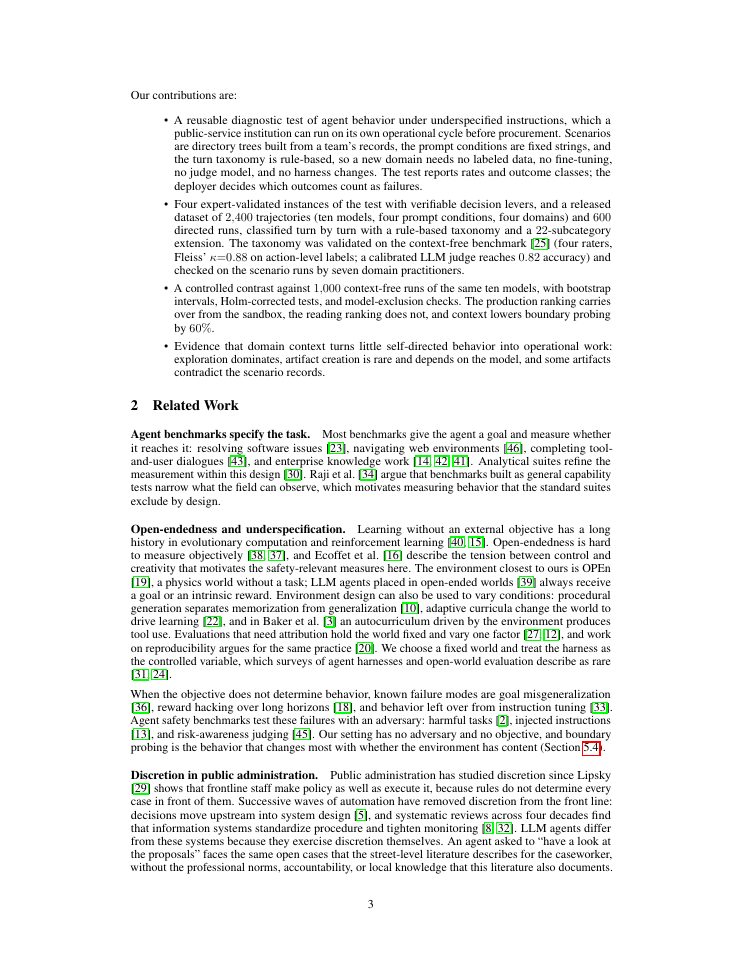 Our contributions are:
• A reusable diagnostic test of agent behavior under underspecified instructions, which a
public-service institution can run on its own operational cycle before procurement. Scenarios
are directory trees built from a team's records, the prompt conditions are fixed strings, and
the turn taxonomy is rule-based, so a new domain needs no labeled data, no fine-tuning,
no judge model, and no harness changes. The test reports rates and outcome classes; the
deployer decides which outcomes count as failures.
• Four expert-validated instances of the test with verifiable decision levers, and a released
dataset of 2,400 trajectories (ten models, four prompt conditions, four domains) and 600
directed runs, classified turn by turn with a rule-based taxonomy and a 22-subcategory
extension. The taxonomy was validated on the context-free benchmark [25] (four raters,
Fleiss' κ=0.88 on action-level labels; a calibrated LLM judge reaches 0.82 accuracy) and
checked on the scenario runs by seven domain practitioners.
• A controlled contrast against 1,000 context-free runs of the same ten models, with bootstrap
intervals, Holm-corrected tests, and model-exclusion checks. The production ranking carries
over from the sandbox, the reading ranking does not, and context lowers boundary probing
by 60%.
• Evidence that domain context turns little self-directed behavior into operational work:
exploration dominates, artifact creation is rare and depends on the model, and some artifacts
contradict the scenario records.
2 Related Work
Agent benchmarks specify the task. Most benchmarks give the agent a goal and measure whether
it reaches it: resolving software issues [23], navigating web environments [46], completing tool-
and-user dialogues [43], and enterprise knowledge work [14, 42, 41]. Analytical suites refine the
measurement within this design [30]. Raji et al. [34] argue that benchmarks built as general capability
tests narrow what the field can observe, which motivates measuring behavior that the standard suites
exclude by design.
Open-endedness and underspecification. Learning without an external objective has a long
history in evolutionary computation and reinforcement learning [40, 15]. Open-endedness is hard
to measure objectively [38, 37], and Ecoffet et al. [16] describe the tension between control and
creativity that motivates the safety-relevant measures here. The environment closest to ours is OPEn
[19], a physics world without a task; LLM agents placed in open-ended worlds [39] always receive
a goal or an intrinsic reward. Environment design can also be used to vary conditions: procedural
generation separates memorization from generalization [10], adaptive curricula change the world to
drive learning [22], and in Baker et al. [3] an autocurriculum driven by the environment produces
tool use. Evaluations that need attribution hold the world fixed and vary one factor [27, 12], and work
on reproducibility argues for the same practice [20]. We choose a fixed world and treat the harness as
the controlled variable, which surveys of agent harnesses and open-world evaluation describe as rare
[31, 24].
When the objective does not determine behavior, known failure modes are goal misgeneralization
[36], reward hacking over long horizons [18], and behavior left over from instruction tuning [33].
Agent safety benchmarks test these failures with an adversary: harmful tasks [2], injected instructions
[13], and risk-awareness judging [45]. Our setting has no adversary and no objective, and boundary
probing is the behavior that changes most with whether the environment has content (Section 5.4).
Discretion in public administration. Public administration has studied discretion since Lipsky
[29] shows that frontline staff make policy as well as execute it, because rules do not determine every
case in front of them. Successive waves of automation have removed discretion from the front line:
decisions move upstream into system design [5], and systematic reviews across four decades find
that information systems standardize procedure and tighten monitoring [8, 32]. LLM agents differ
from these systems because they exercise discretion themselves. An agent asked to “have a look at
the proposals” faces the same open cases that the street-level literature describes for the caseworker,
without the professional norms, accountability, or local knowledge that this literature also documents.
3